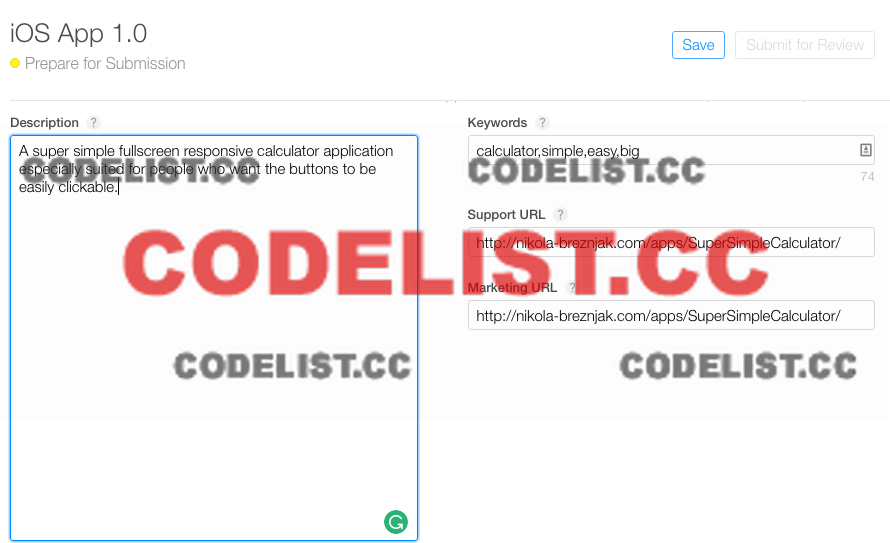 iOS App 1.0
Prepare for Submission
Save
Submit for Review
Description ?
A super simple fullscreen responsive calculator application
especially suited for people who want the buttons to be
easily clickable.
Keywords ?
calculator,simple,easy,big
74
Support URL ?
http://nikola-breznjak.com/apps/SuperSimpleCalculator/
Marketing URL ?
http://nikola-breznjak.com/apps/SuperSimpleCalculator/
CODELIST.CC
CODELIST.CC
CODELIST.CC
CODELIST.CC
CODELIST.CC